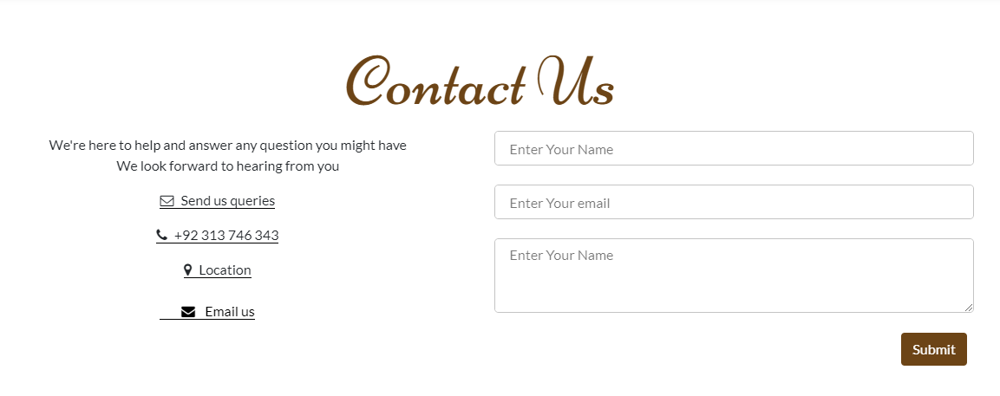 Contact Us
We're here to help and answer any question you might have
We look forward to hearing from you
Send us queries
+92 313 746 343
Location
Email us
Enter Your Name
Enter Your email
Enter Your Name
Submit